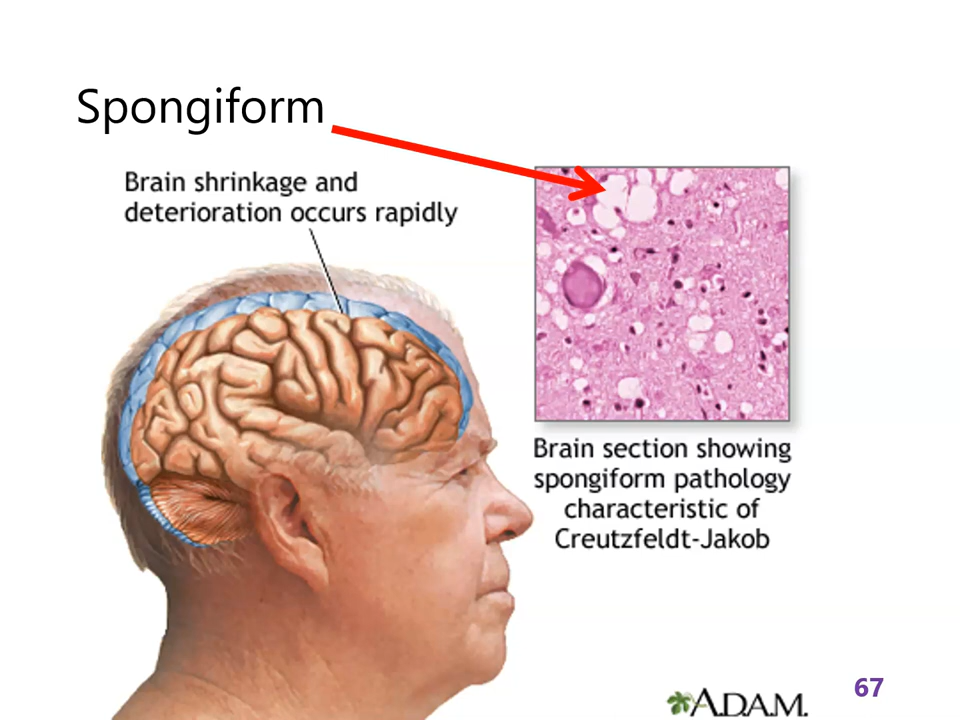 Spongiform
Brain shrinkage and
deterioration occurs rapidly
Brain section showing
spongiform pathology
characteristic of
Creutzfeldt-Jakob
A.D.A.M.
67